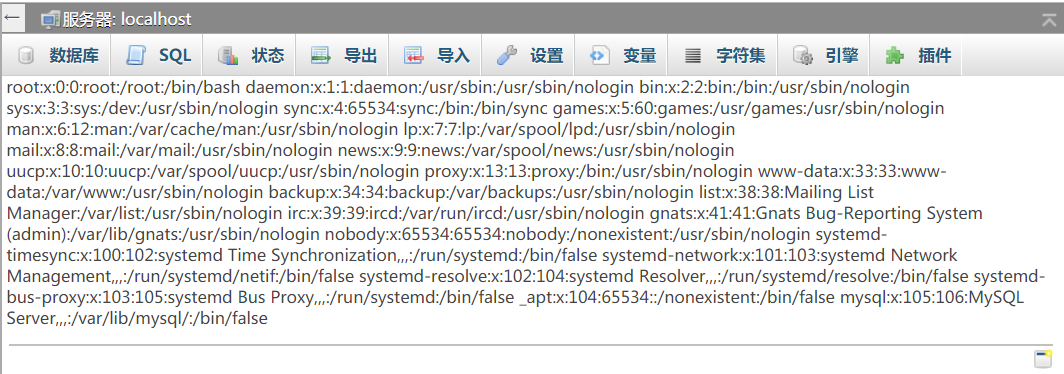 服务器: localhost
数据库 SQL 状态 导出 导入 设置 变量 字符集 引擎 插件
root:x:0:0:root:/root:/bin/bash daemon:x:1:1:daemon:/usr/sbin:/usr/sbin/nologin bin:x:2:2:bin:/bin:/usr/sbin/nologin
sys:x:3:3:sys:/dev:/usr/sbin/nologin sync:x:4:65534:sync:/bin:/bin/sync games:x:5:60:games:/usr/games:/usr/sbin/nologin
man:x:6:12:man:/var/cache/man:/usr/sbin/nologin lp:x:7:7:lp:/var/spool/lpd:/usr/sbin/nologin
mail:x:8:8:mail:/var/mail:/usr/sbin/nologin news:x:9:9:news:/var/spool/news:/usr/sbin/nologin
uucp:x:10:10:uucp:/var/spool/uucp:/usr/sbin/nologin proxy:x:13:13:proxy:/bin:/usr/sbin/nologin www-data:x:33:33:www-
data:/var/www:/usr/sbin/nologin backup:x:34:34:backup:/var/backups:/usr/sbin/nologin list:x:38:38:Mailing List
Manager:/var/list:/usr/sbin/nologin irc:x:39:39:ircd:/var/run/ircd:/usr/sbin/nologin gnats:x:41:41:Gnats Bug-Reporting System
(admin):/var/lib/gnats:/usr/sbin/nologin nobody:x:65534:65534:nobody:/nonexistent:/usr/sbin/nologin systemd-
timesync:x:100:102:systemd Time Synchronization,,,:/run/systemd:/bin/false systemd-network:x:101:103:systemd Network
Management,,,:/run/systemd/netif:/bin/false systemd-resolve:x:102:104:systemd Resolver,,,:/run/systemd/resolve:/bin/false systemd-
bus-proxy:x:103:105:systemd Bus Proxy,,,:/run/systemd:/bin/false _apt:x:104:65534::/nonexistent:/bin/false mysql:x:105:106:MySQL
Server,,,:/var/lib/mysql/:/bin/false